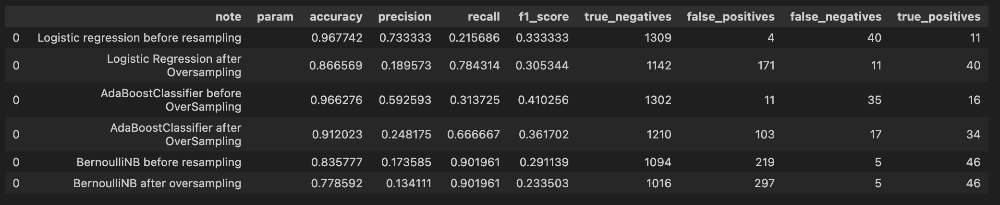 note param accuracy precision recall f1_score true_negatives false_positives false_negatives true_positives
0 Logistic regression before resampling 0.967742 0.733333 0.215686 0.333333 1309 4 40 11
Logistic Regression after
0 Oversampling 0.866569 0.189573 0.784314 0.305344 1142 171 11 40
AdaBoostClassifier before
0 OverSampling 0.966276 0.592593 0.313725 0.410256 1302 11 35 16
AdaBoostClassifier after
0 OverSampling 0.912023 0.248175 0.666667 0.361702 1210 103 17 34
0 BernoulliNB before resampling 0.835777 0.173585 0.901961 0.291139 1094 219 5 46
0 BernoulliNB after oversampling 0.778592 0.134111 0.901961 0.233503 1016 297 5 46